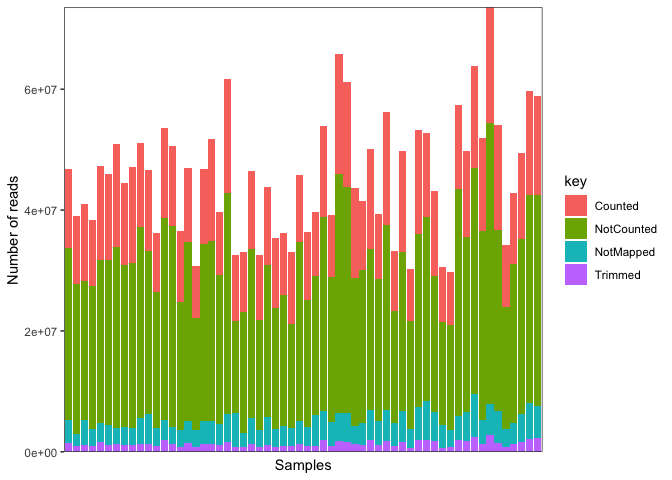 Number of reads
6e+07
4e+07
2e+07
0e+00
Samples
key
Counted
NotCounted
NotMapped
Trimmed